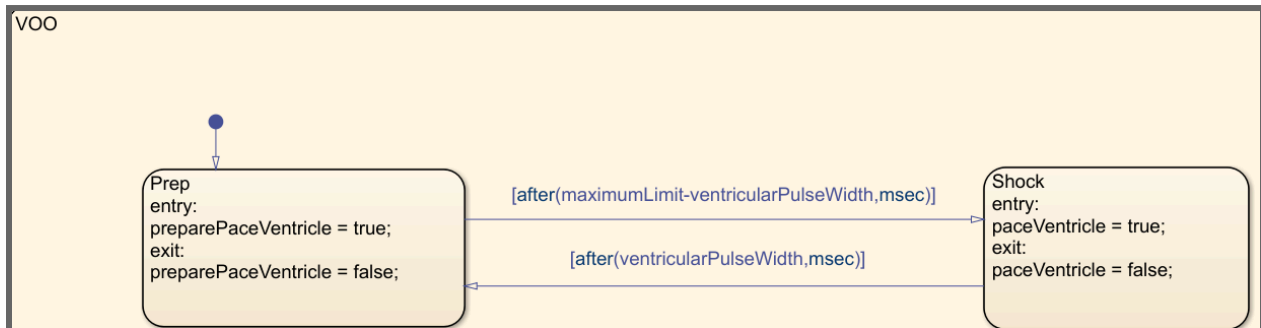 VOO
Prep
entry:
preparePaceVentricle = true;
exit:
preparePaceVentricle = false;
[after(maximumLimit-ventricularPulseWidth,msec)]
[after(ventricularPulseWidth,msec)]
Shock
entry:
paceVentricle = true;
exit:
paceVentricle = false;